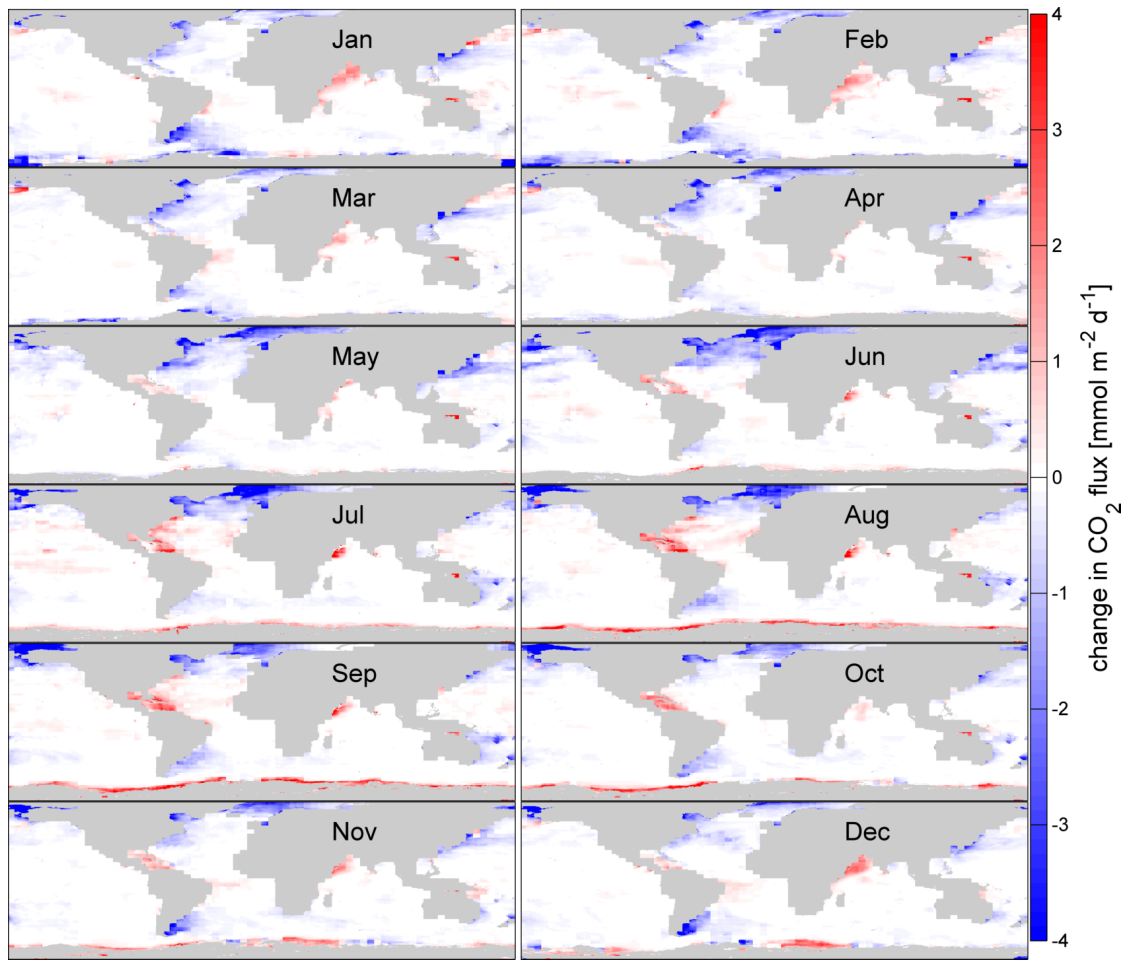 Jan
Feb
Mar
Apr
May
Jun
Jul
Aug
Sep
Oct
Nov
Dec
4
3
2
1
0
-1
-2
-3
-4
change in CO₂ flux [mmol m⁻² d⁻¹]